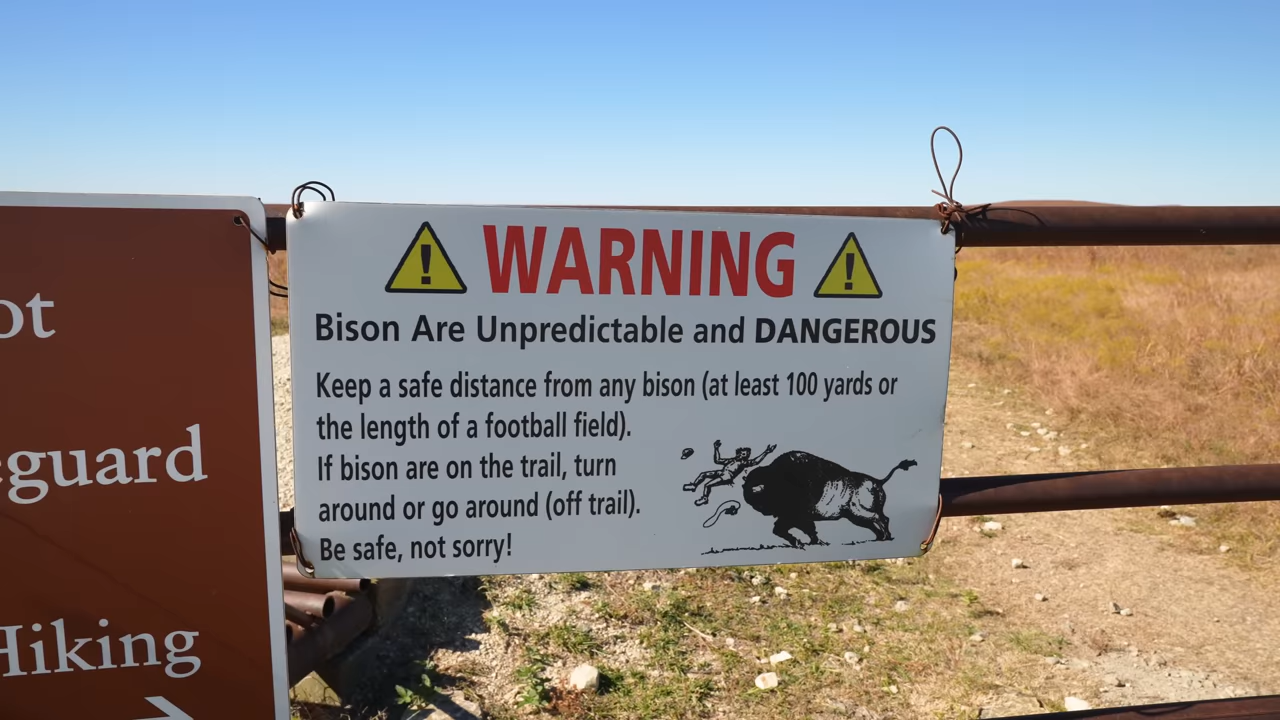 WARNING
Bison Are Unpredictable and DANGEROUS
Keep a safe distance from any bison (at least 100 yards or
the length of a football field).
If bison are on the trail, turn
around or go around (off trail).
Be safe, not sorry!
Hiking